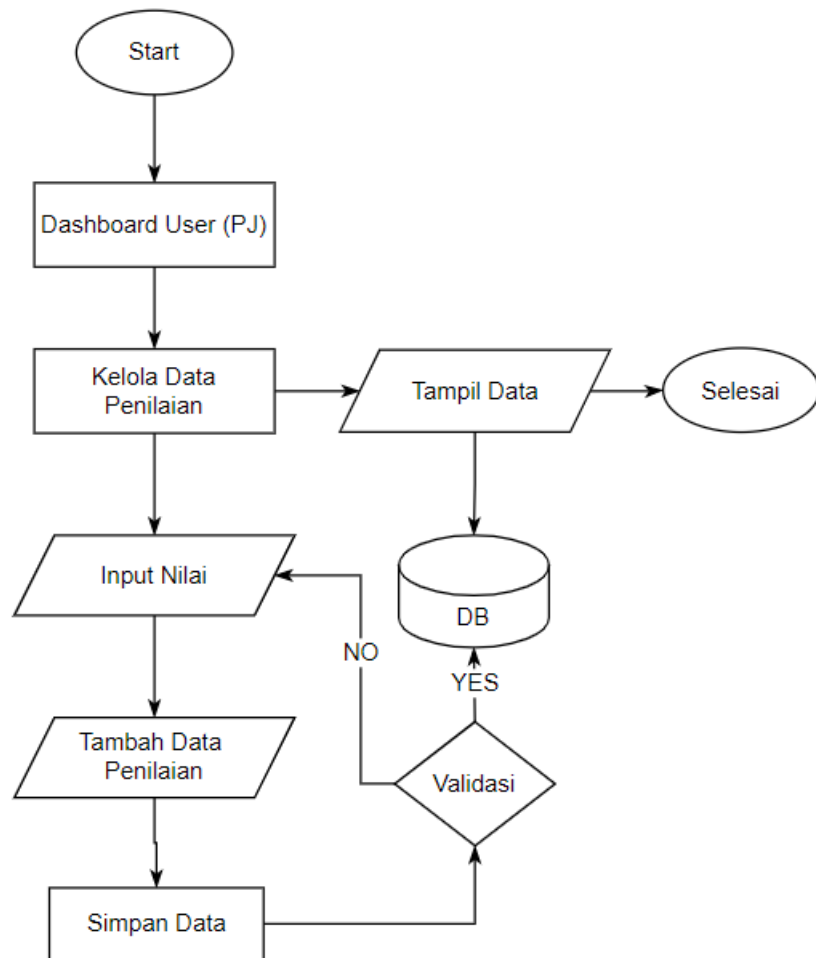 Start
Dashboard User (PJ)
Kelola Data
Penilaian
Tampil Data
Selesai
Input Nilai
DB
NO
YES
Tambah Data
Penilaian
Validasi
Simpan Data